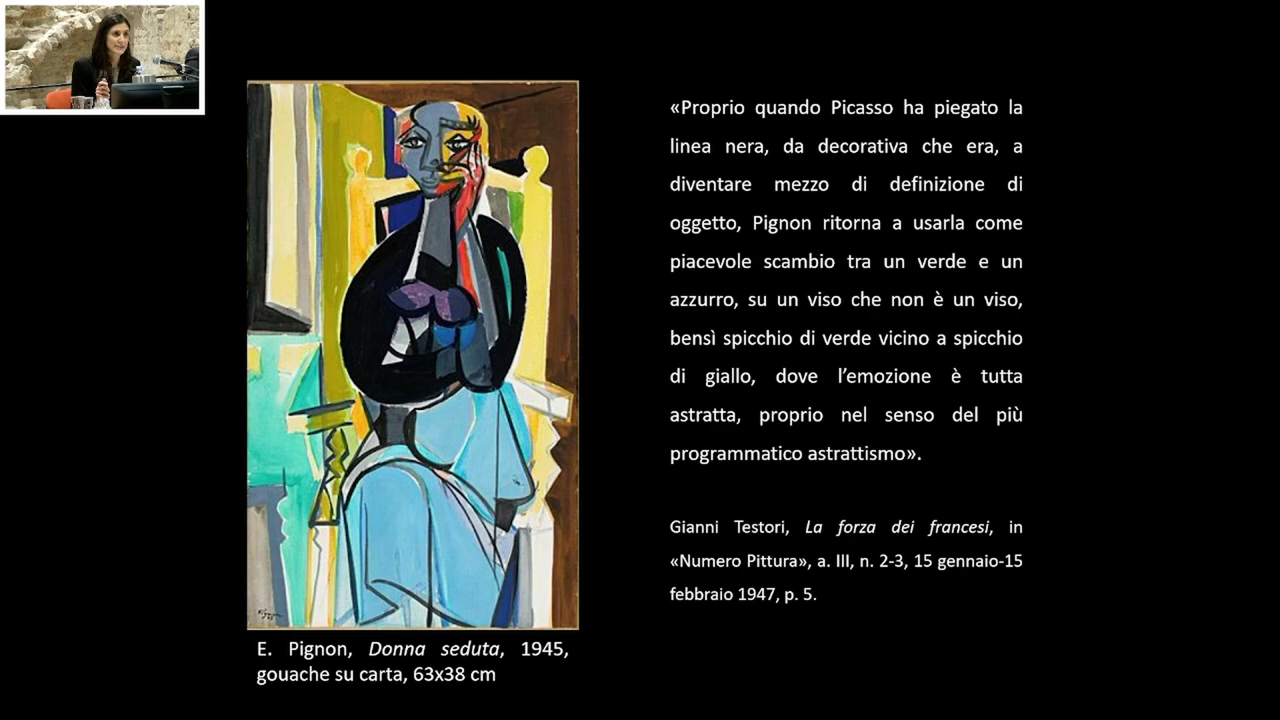 «Proprio quando Picasso ha piegato la
linea nera, da decorativa che era, a
diventare mezzo di definizione di
oggetto, Pignon ritorna a usarla come
piacevole scambio tra un verde e un
azzurro, su un viso che non è un viso,
bensì spicchio di verde vicino a spicchio
di giallo, dove l’emozione è tutta
astratta, proprio nel senso del più
programmatico astrattismo».
Gianni Testori, La forza dei francesi, in
«Numero Pittura», a. III, n. 2-3, 15 gennaio-15
febbraio 1947, p. 5.
E. Pignon, Donna seduta, 1945,
gouache su carta, 63x38 cm